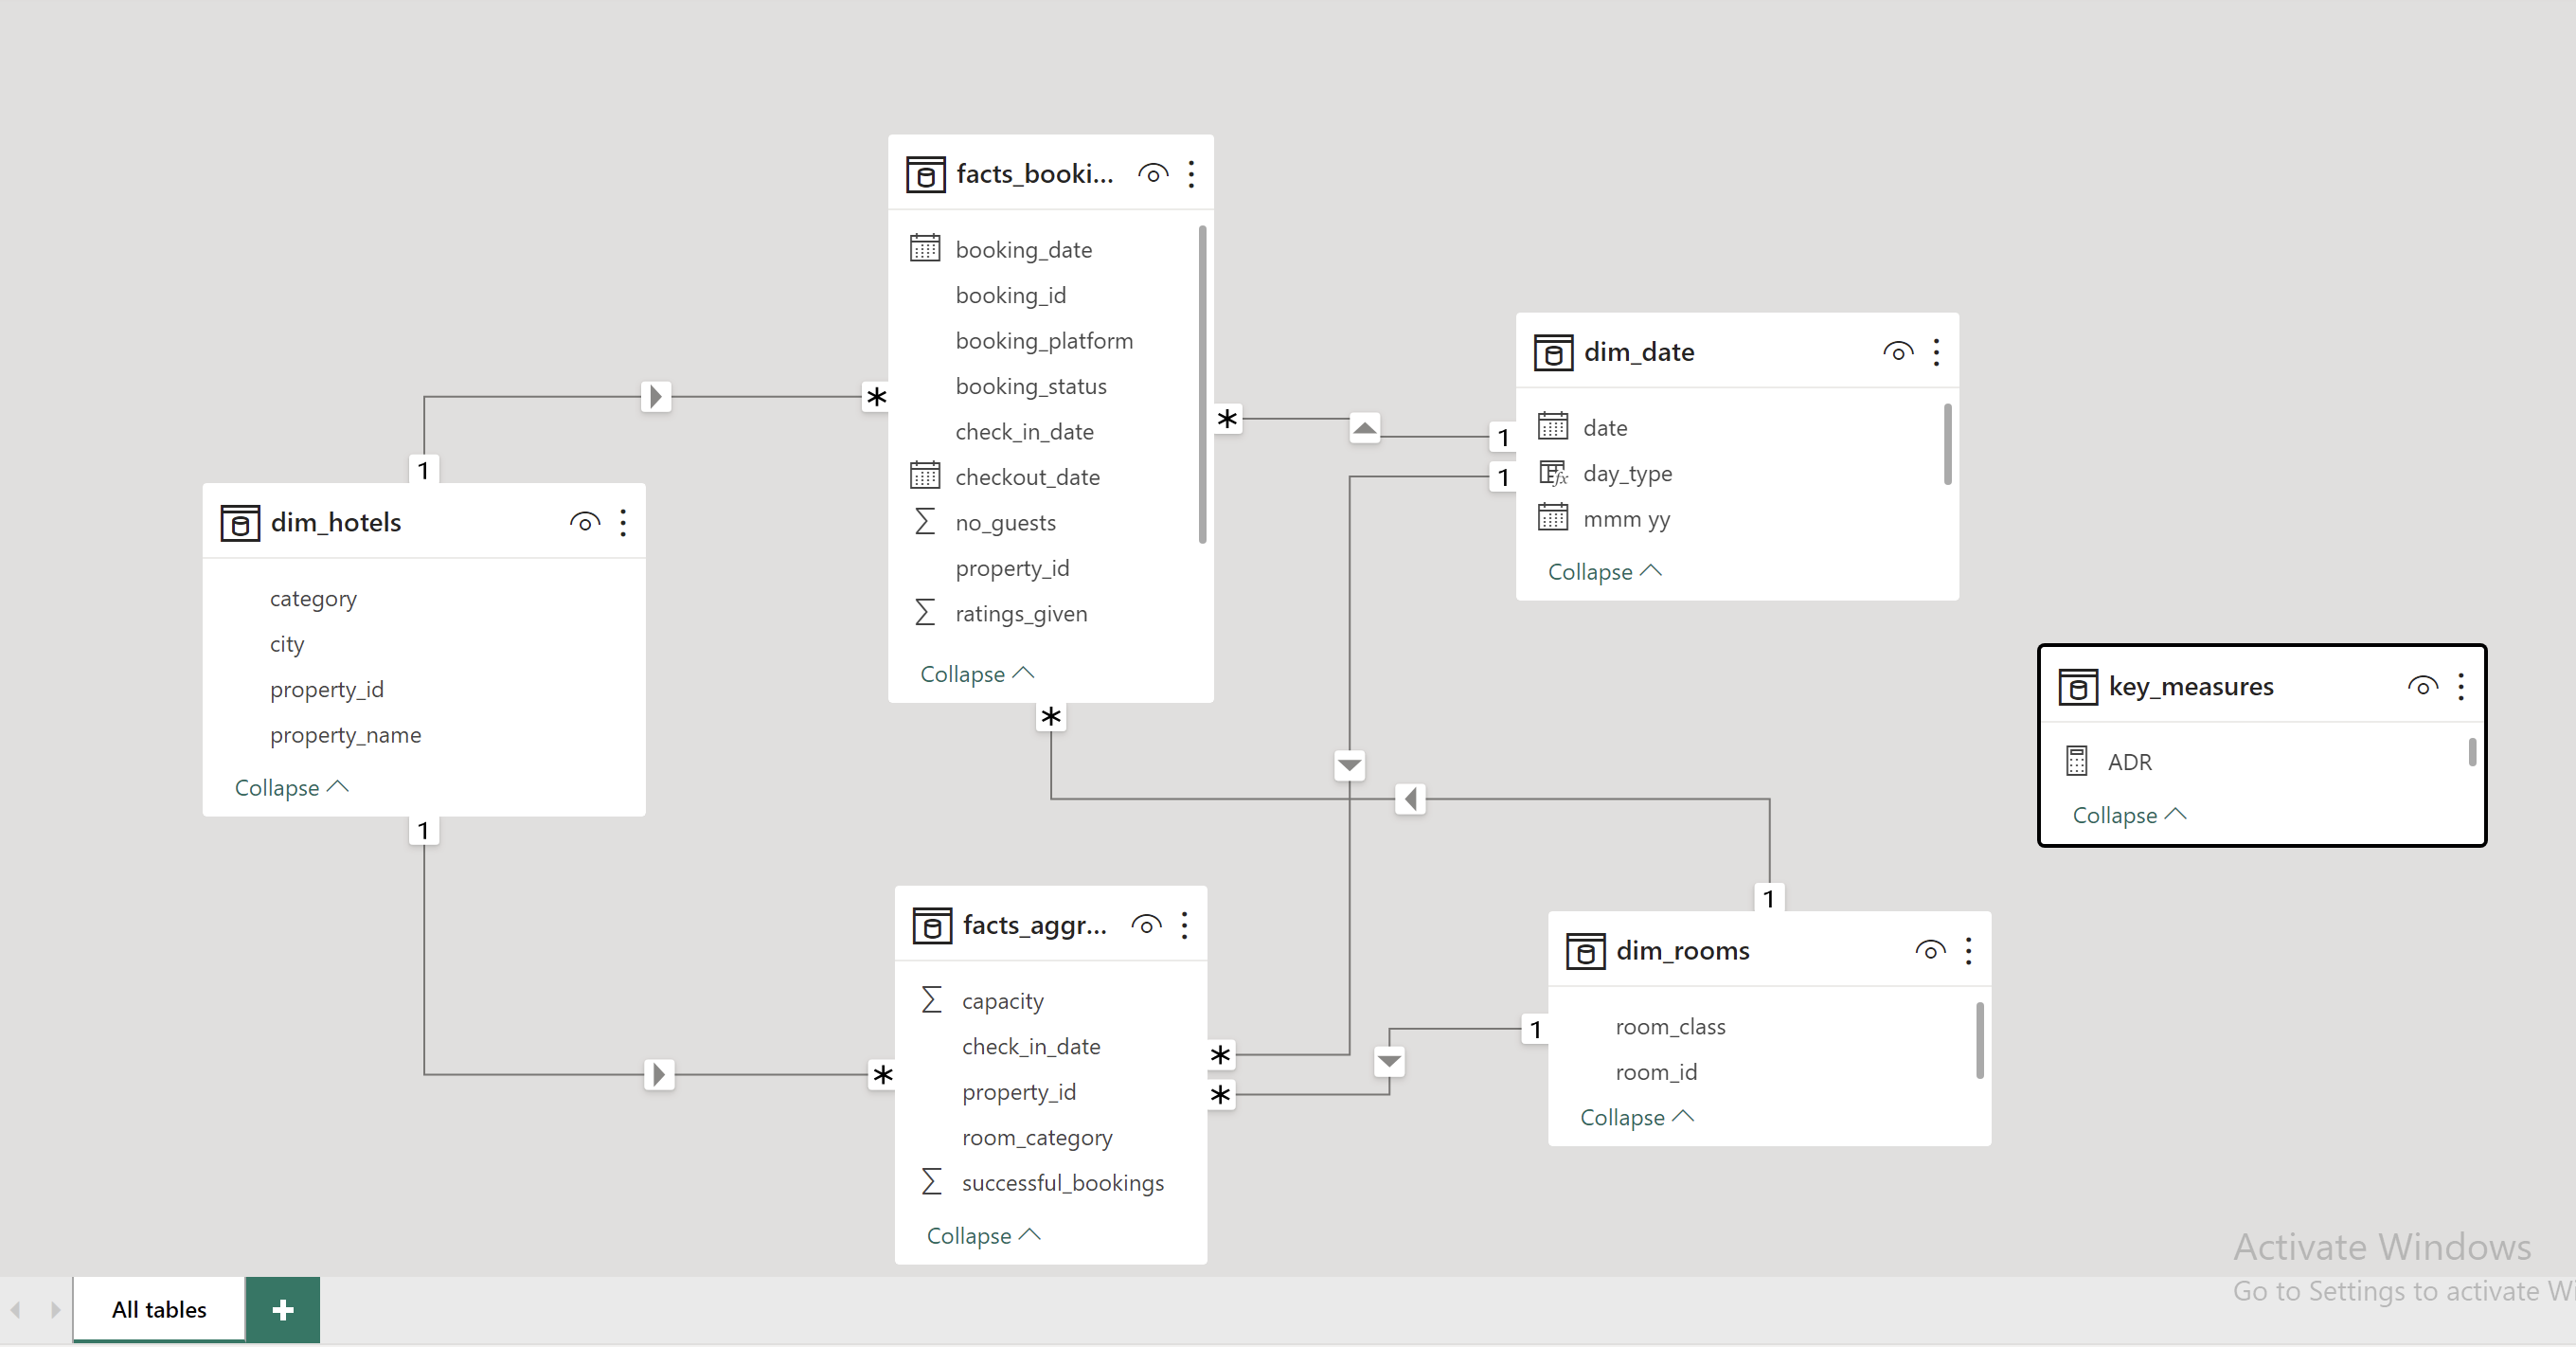 facts_booki...
booking_date
booking_id
booking_platform
booking_status
check_in_date
checkout_date
no_guests
property_id
ratings_given
Collapse
*
*
*
dim_date
date
day_type
mmm yy
Collapse
1
1
dim_hotels
category
city
property_id
property_name
Collapse
1
1
key_measures
ADR
Collapse
facts_aggr...
capacity
check_in_date
property_id
room_category
successful_bookings
Collapse
*
*
*
dim_rooms
room_class
room_id
Collapse
1
1
Activate Windows
Go to Settings to activate Wi
All tables
+